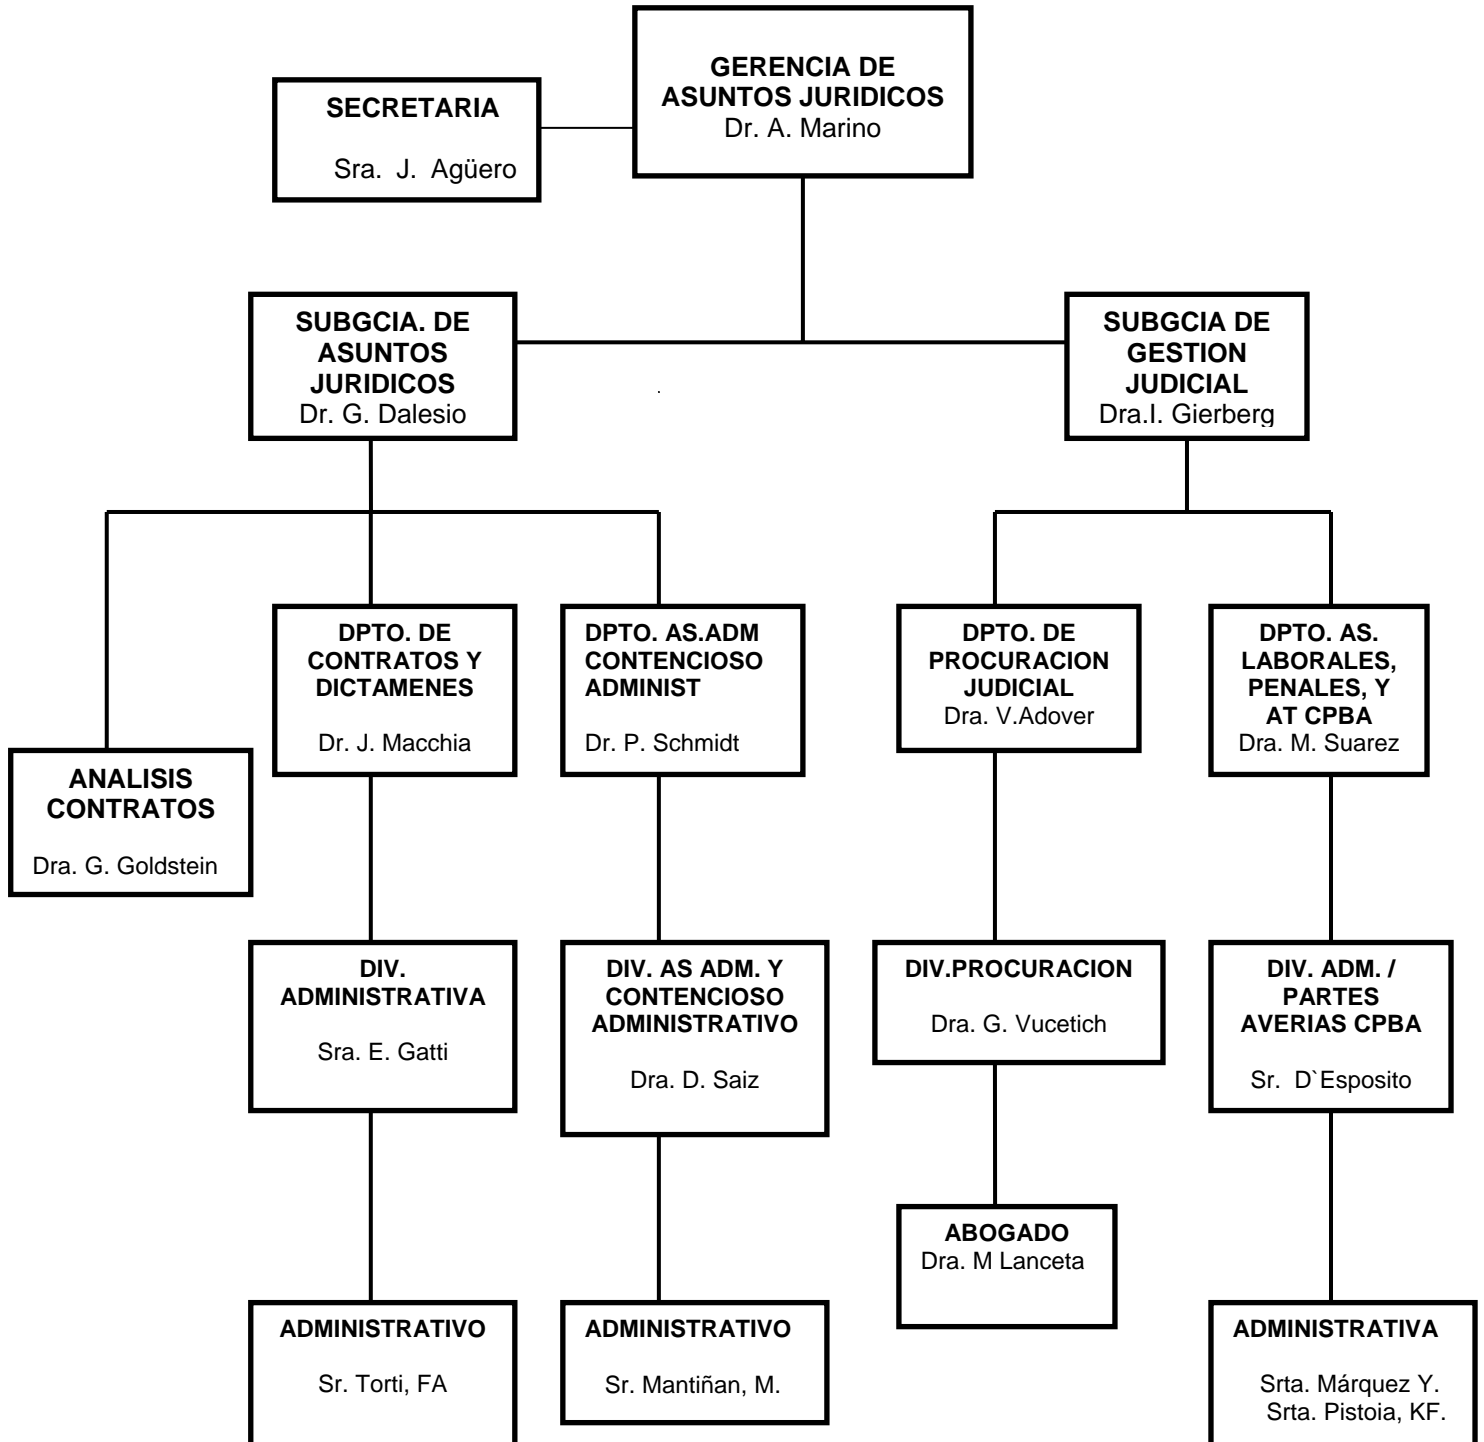 GERENCIA DE
ASUNTOS JURIDICOS
Dr. A. Marino
SECRETARIA
Sra. J. Agüero
SUBGCIA. DE
ASUNTOS
JURIDICOS
Dr. G. Dalesio
SUBGCIA DE
GESTION
JUDICIAL
Dra.I. Gierberg
ANALISIS
CONTRATOS
Dra. G. Goldstein
DPTO. DE
CONTRATOS Y
DICTAMENES
Dr. J. Macchia
DPTO. AS.ADM
CONTENCIOSO
ADMINIST
Dr. P. Schmidt
DPTO. DE
PROCURACION
JUDICIAL
Dra. V.Adover
DPTO. AS.
LABORALES,
PENALES, Y
AT CPBA
Dra. M. Suarez
DIV.
ADMINISTRATIVA
Sra. E. Gatti
DIV. AS ADM. Y
CONTENCIOSO
ADMINISTRATIVO
Dra. D. Saiz
DIV.PROCURACION
Dra. G. Vucetich
DIV. ADM. /
PARTES
AVERIAS CPBA
Sr. D`Esposito
ABOGADO
Dra. M Lanceta
ADMINISTRATIVO
Sr. Torti, FA
ADMINISTRATIVO
Sr. Mantiñan, M.
ADMINISTRATIVA
Srta. Márquez Y.
Srta. Pistoia, KF.